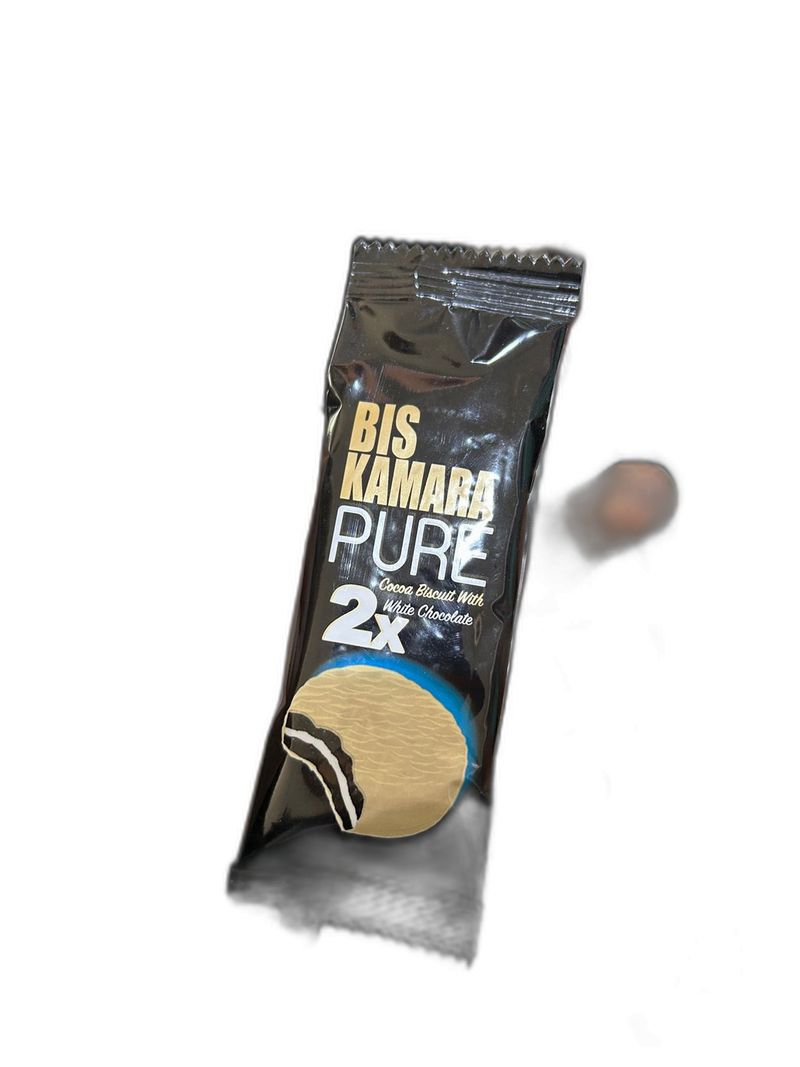 BIS
KAMARA
PURE
Cocoa Biscuit With
White Chocolate
2x